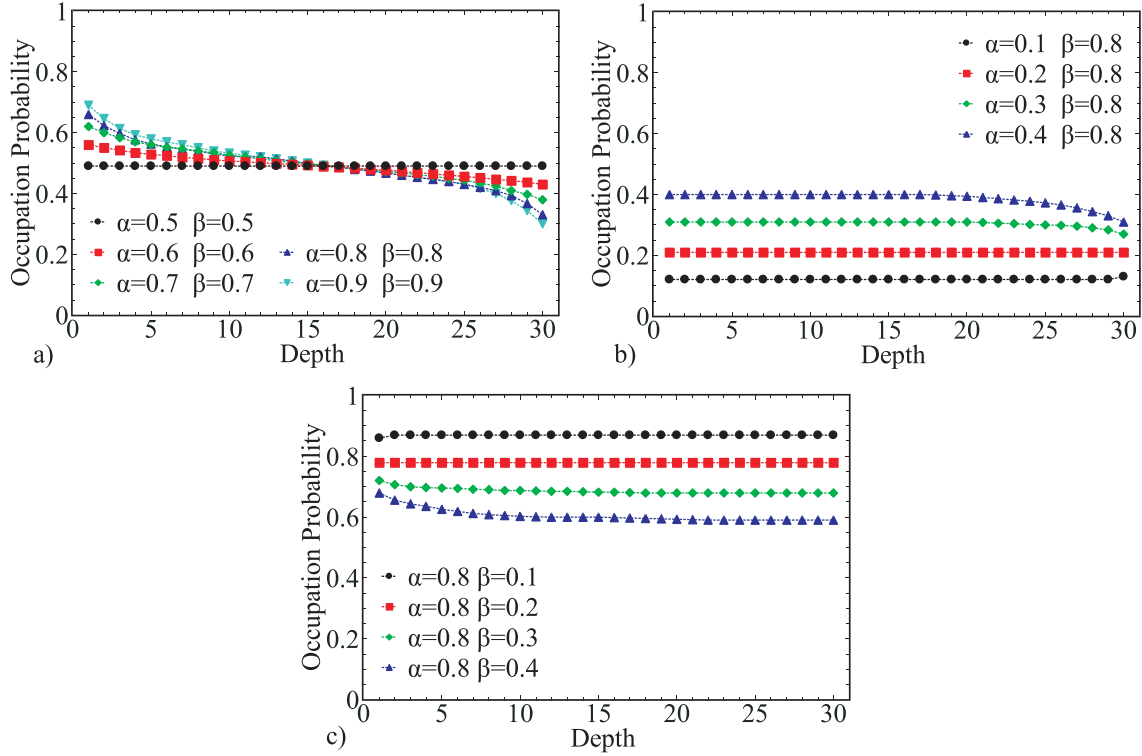 Occupation Probability
1
0.8
0.6
0.4
0.2
0
α=0.5 β=0.5
α=0.6 β=0.6
α=0.7 β=0.7
α=0.8 β=0.8
α=0.9 β=0.9
0 5 10 15 20 25 30
Depth
a)
Occupation Probability
1
0.8
0.6
0.4
0.2
0
α=0.1 β=0.8
α=0.2 β=0.8
α=0.3 β=0.8
α=0.4 β=0.8
0 5 10 15 20 25 30
Depth
b)
Occupation Probability
1
0.8
0.6
0.4
0.2
0
α=0.8 β=0.1
α=0.8 β=0.2
α=0.8 β=0.3
α=0.8 β=0.4
0 5 10 15 20 25 30
Depth
c)